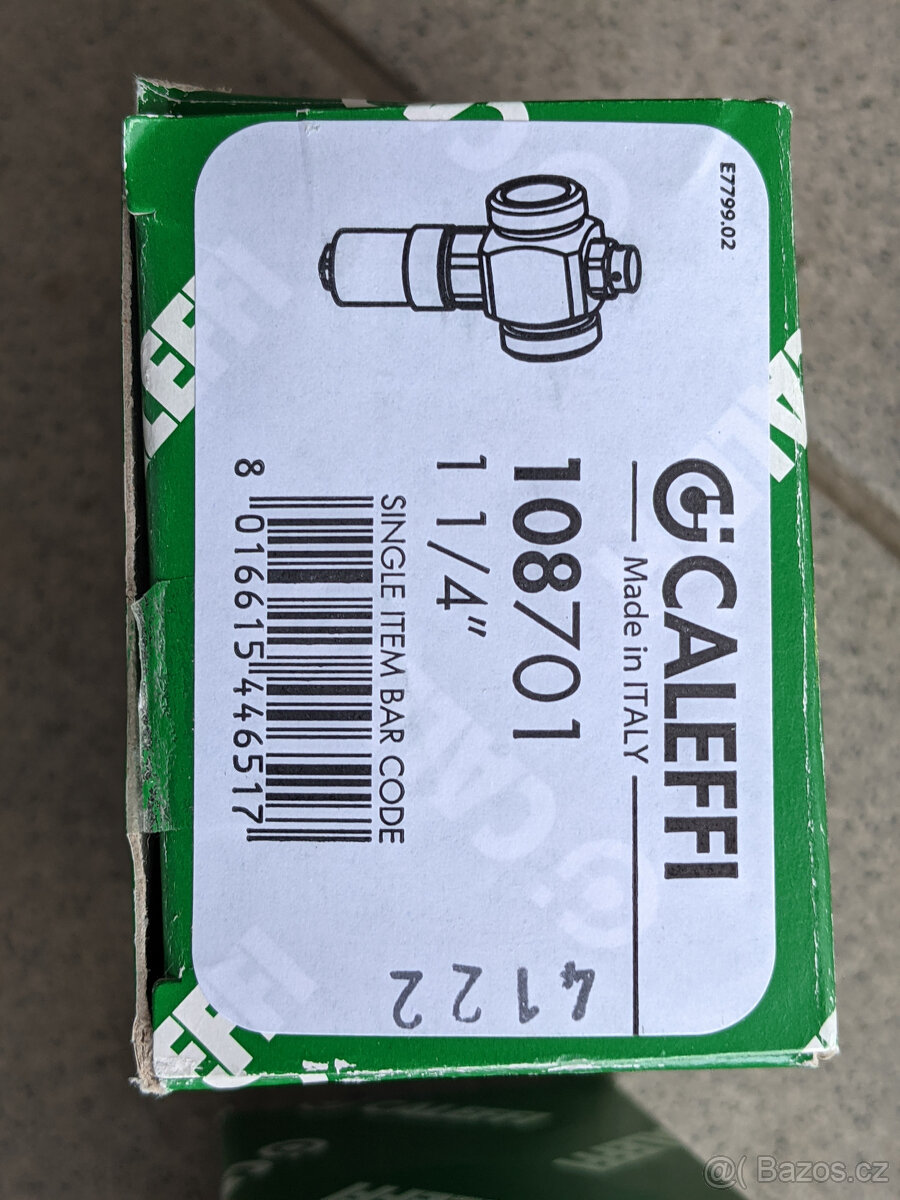 E7799.02
CALEFFI
Made in ITALY
108701
1 1/4"
SINGLE ITEM BAR CODE
8 016615 446517
4122
CALEFFI
Bazos.cz